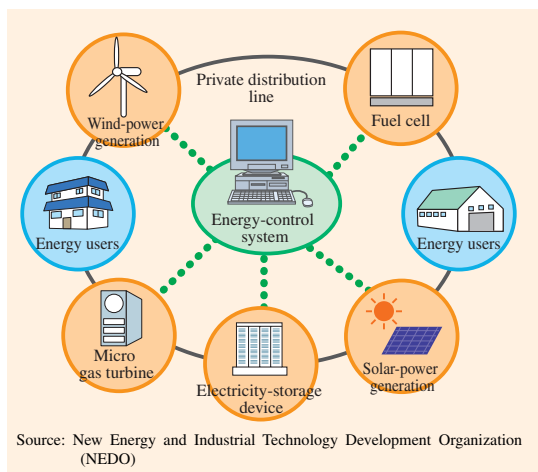 Private distribution
line
Wind-power
generation
Fuel cell
Energy-control
system
Energy users
Energy users
Micro
gas turbine
Electricity-storage
device
Solar-power
generation
Source: New Energy and Industrial Technology Development Organization
(NEDO)